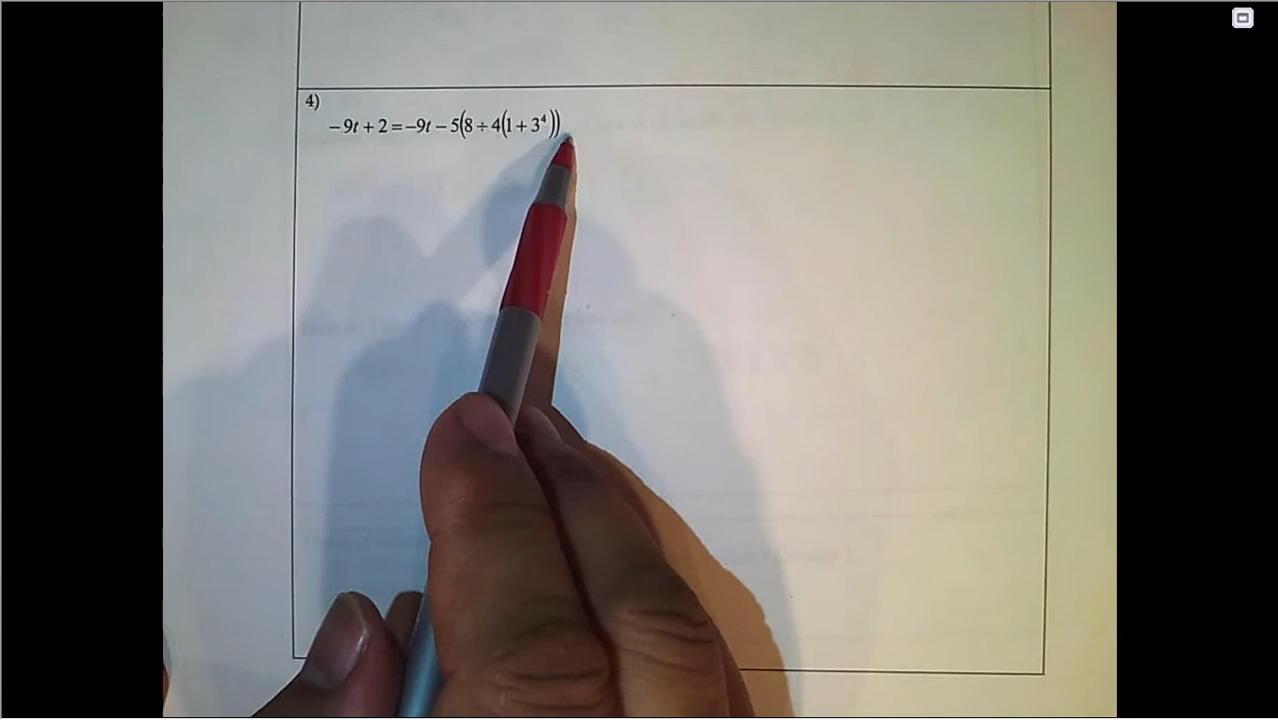 4)
−9t + 2 = −9t − 5(8 ÷ 4(1 + 3⁴))